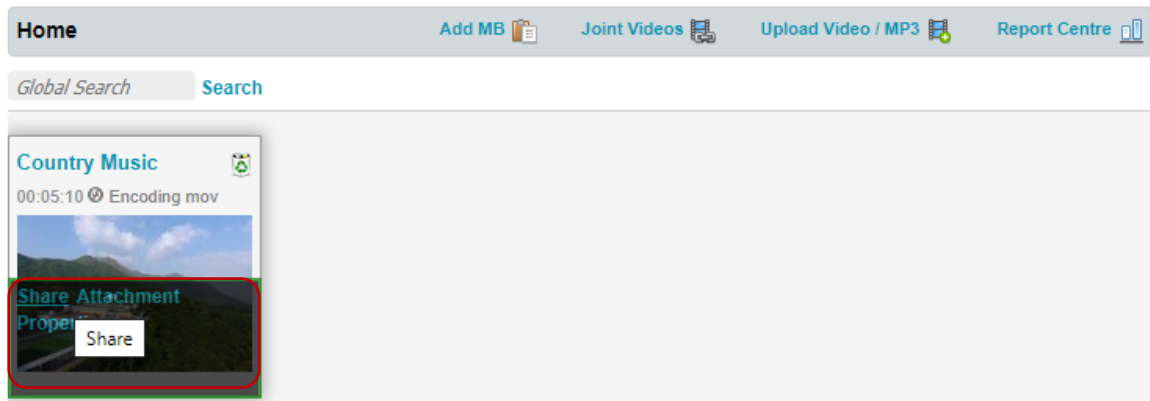 Home Add MB Joint Videos Upload Video / MP3 Report Centre
Global Search Search
Country Music
00:05:10 Encoding mov
Share Attachment
Share